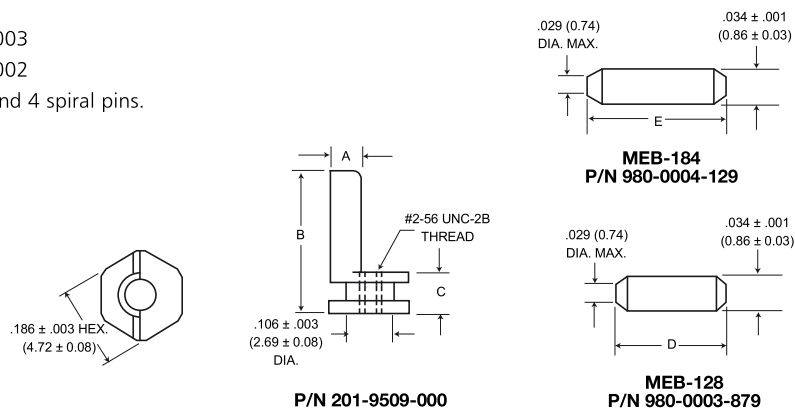 003
002
nd 4 spiral pins.
.029 (0.74)
DIA. MAX.
.034 ± .001
(0.86 ± 0.03)
E
MEB-184
P/N 980-0004-129
.186 ± .003 HEX.
(4.72 ± 0.08)
A
B
#2-56 UNC-2B
THREAD
C
.106 ± .003
(2.69 ± 0.08)
DIA.
P/N 201-9509-000
.029 (0.74)
DIA. MAX.
.034 ± .001
(0.86 ± 0.03)
D
MEB-128
P/N 980-0003-879